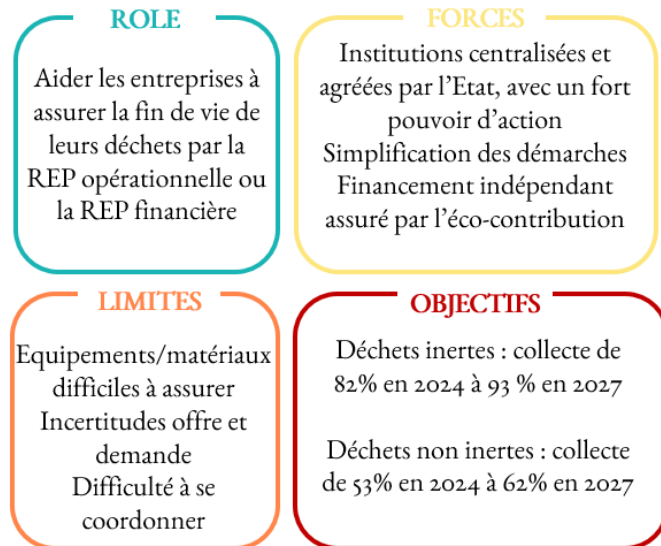 ROLE
Aider les entreprises à
assurer la fin de vie de
leurs déchets par la
REP opérationnelle ou
la REP financière
FORCES
Institutions centralisées et
agréées par l'Etat, avec un fort
pouvoir d'action
Simplification des démarches
Financement indépendant
assuré par l'éco-contribution
LIMITES
Equipements/matériaux
difficiles à assurer
Incertitudes offre et
demande
Difficulté à se
coordonner
OBJECTIFS
Déchets inertes : collecte de
82% en 2024 à 93 % en 2027
Déchets non inertes : collecte
de 53% en 2024 à 62% en 2027